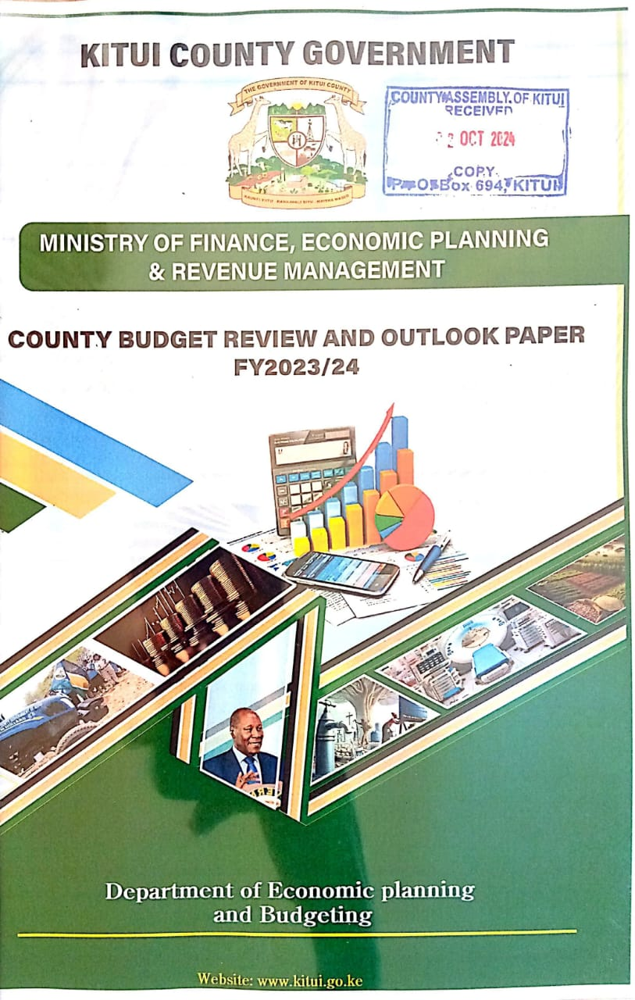 KITUI COUNTY GOVERNMENT
THE GOVERNMENT OF KITUI COUNTY
COUNTY ASSEMBLY OF KITUI
RECEIVED
2 OCT 2024
COPY
P. O. Box 694, KITUI
MINISTRY OF FINANCE, ECONOMIC PLANNING
& REVENUE MANAGEMENT
COUNTY BUDGET REVIEW AND OUTLOOK PAPER
FY2023/24
Department of Economic planning
and Budgeting
Website: www.kitui.go.ke